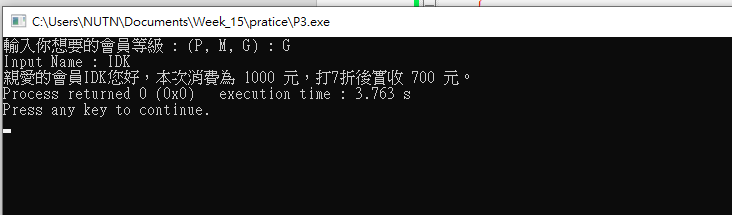 C:\Users\NUTN\Documents\Week_15\pratice\P3.exe
輸入你想要的會員等級 : (P, M, G) : G
Input Name : IDK
親愛的會員IDK您好，本次消費為 1000 元，打7折後實收 700 元。
Process returned 0 (0x0)   execution time : 3.763 s
Press any key to continue.